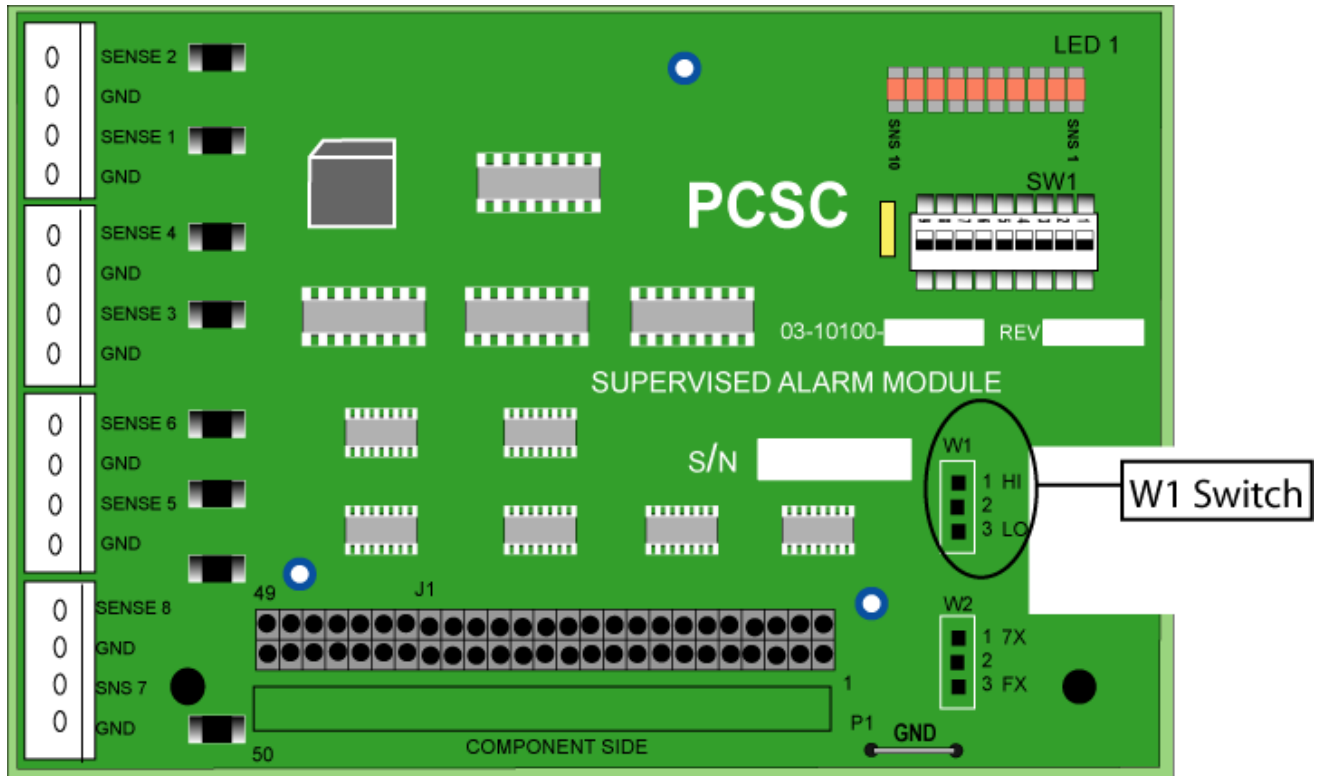 SENSE 2
GND
SENSE 1
GND
SENSE 4
GND
SENSE 3
GND
SENSE 6
GND
SENSE 5
GND
SENSE 8
GND
SNS 7
GND
LED 1
SNS 10
SNS 1
SW1
PCSC
03-10100-
REV
SUPERVISED ALARM MODULE
S/N
W1
1 HI
2
3 LO
W1 Switch
W2
1 7X
2
3 FX
49
J1
1
50
COMPONENT SIDE
P1
GND